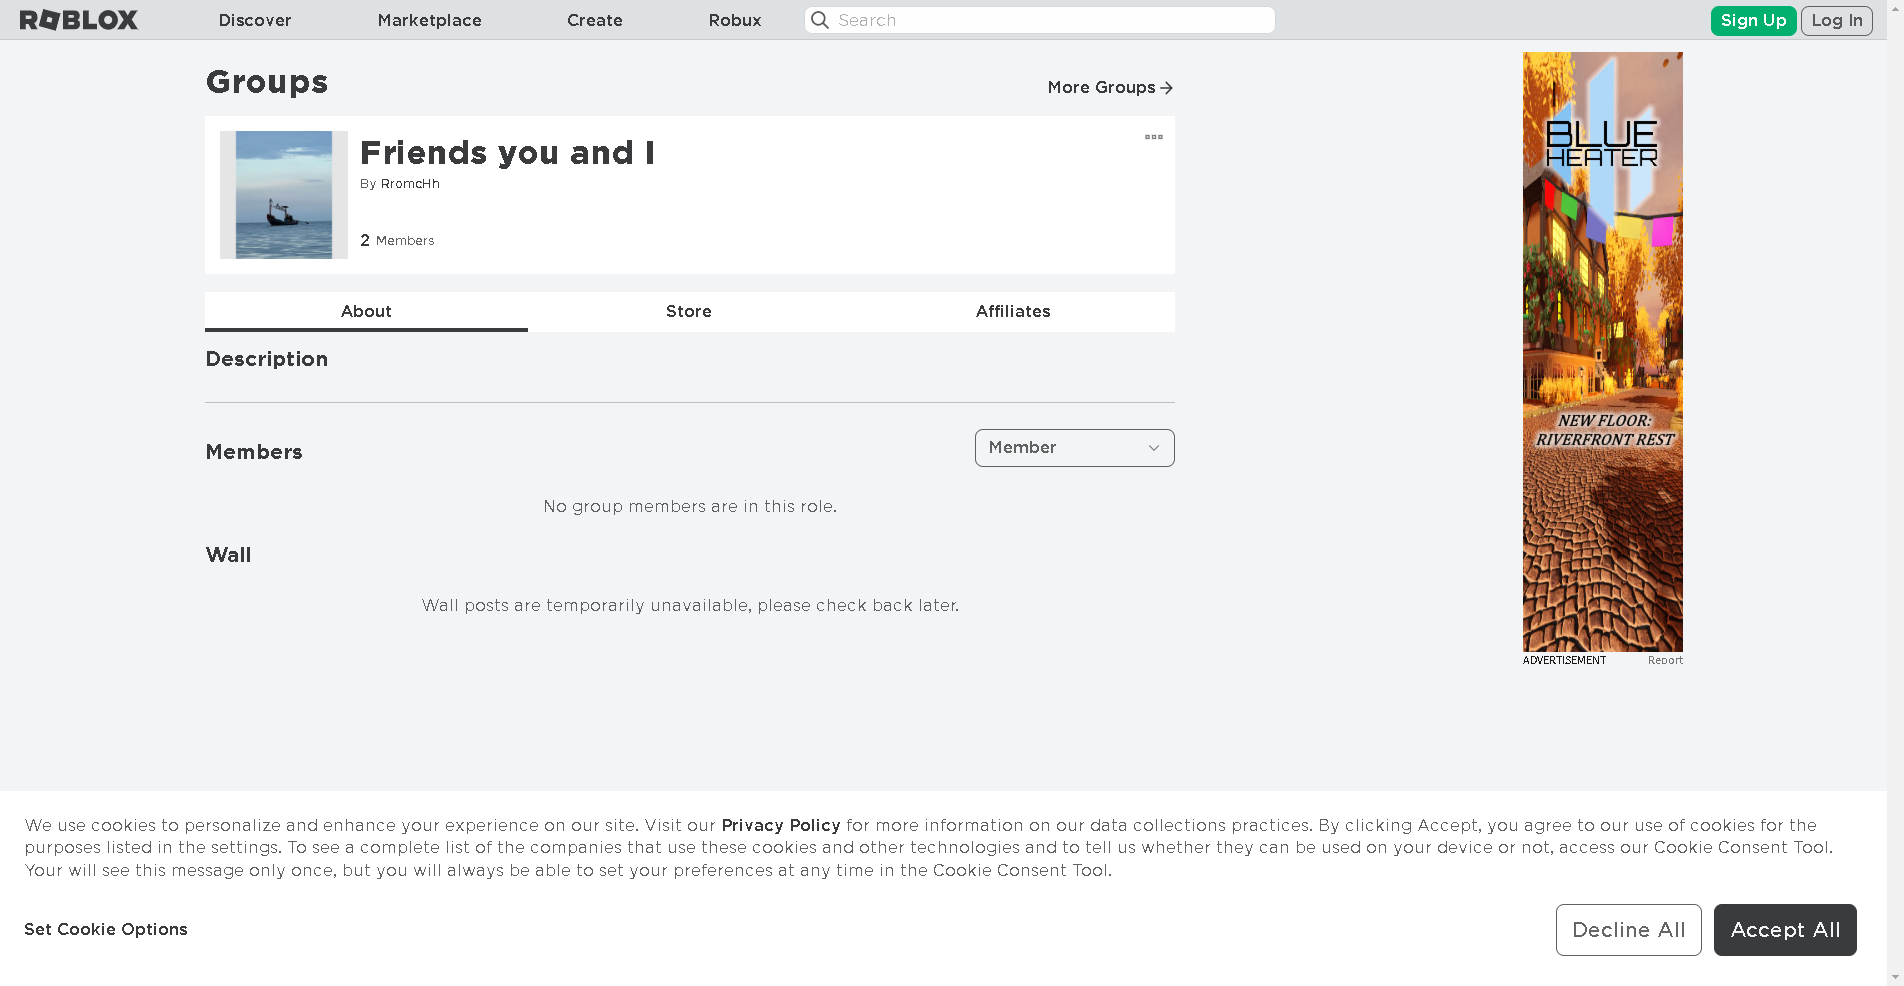 ROBLOX Discover Marketplace Create Robux Search Sign Up Log In
Groups
More Groups
Friends you and I
By RromcHh
2 Members
About Store Affiliates
Description
Members
Member
No group members are in this role.
Wall
Wall posts are temporarily unavailable, please check back later.
BLUE
HEATER
NEW FLOOR:
RIVERFRONT REST
ADVERTISEMENT Report
We use cookies to personalize and enhance your experience on our site. Visit our Privacy Policy for more information on our data collections practices. By clicking Accept, you agree to our use of cookies for the
purposes listed in the settings. To see a complete list of the companies that use these cookies and other technologies and to tell us whether they can be used on your device or not, access our Cookie Consent Tool.
Your will see this message only once, but you will always be able to set your preferences at any time in the Cookie Consent Tool.
Set Cookie Options
Decline All
Accept All